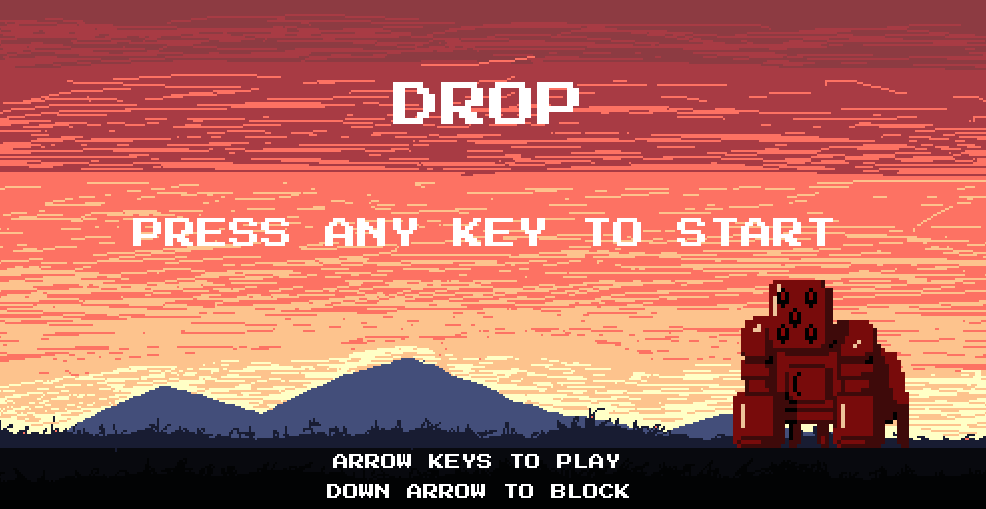 DROP
PRESS ANY KEY TO START
ARROW KEYS TO PLAY
DOWN ARROW TO BLOCK